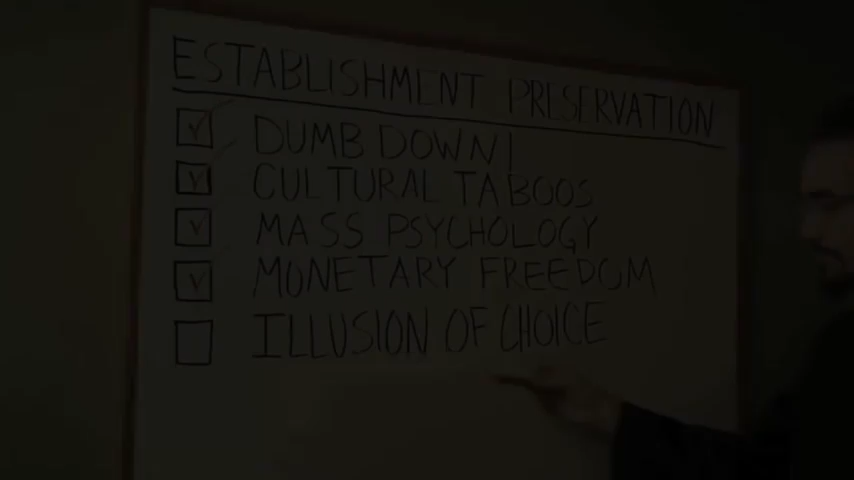 ESTABLISHMENT PRESERVATION
DUMB DOWN!
CULTURAL TABOOS
MASS PSYCHOLOGY
MONETARY FREEDOM
ILLUSION OF CHOICE